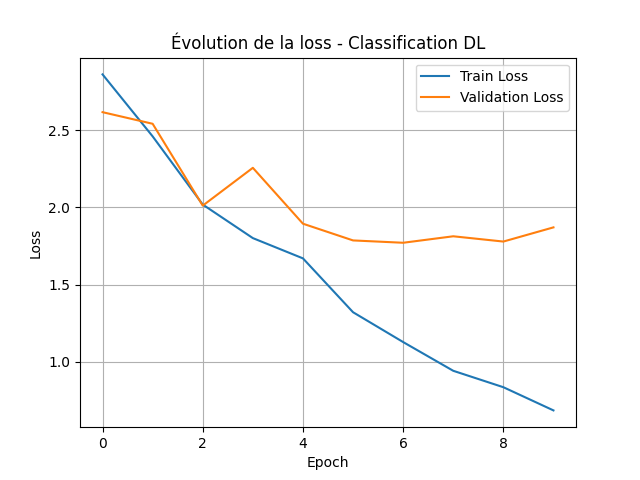 Évolution de la loss - Classification DL
Train Loss
Validation Loss
Loss
2.5
2.0
1.5
1.0
0 2 4 6 8
Epoch